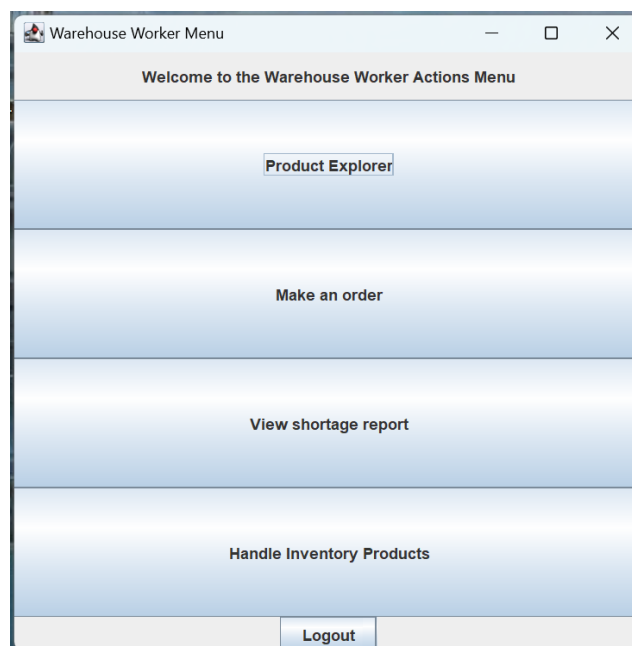 Warehouse Worker Menu
Welcome to the Warehouse Worker Actions Menu
Product Explorer
Make an order
View shortage report
Handle Inventory Products
Logout